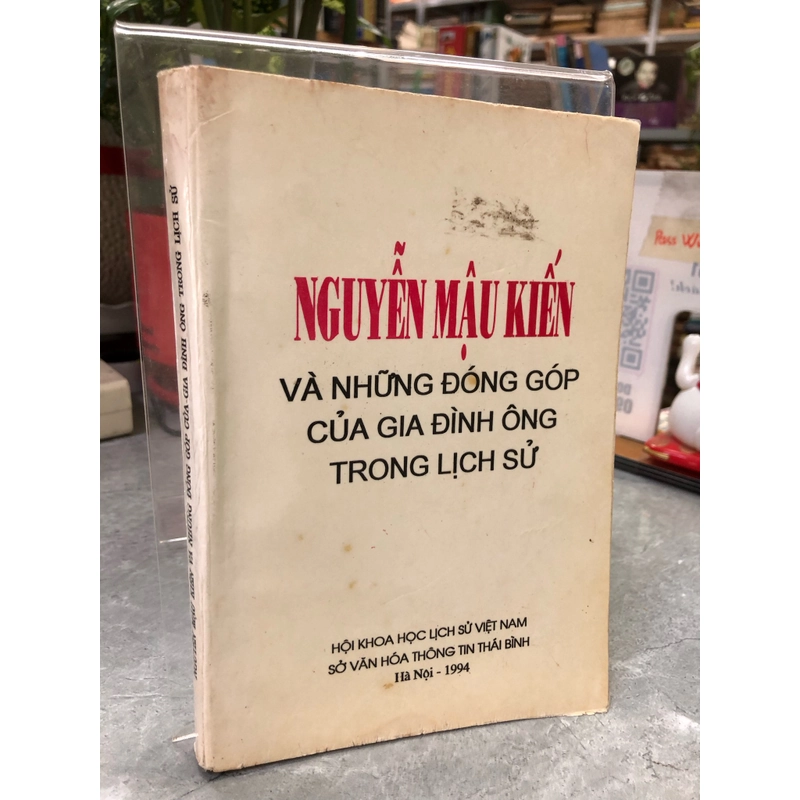 NGUYỄN MẬU KIẾN
VÀ NHỮNG ĐÓNG GÓP
CỦA GIA ĐÌNH ÔNG
TRONG LỊCH SỬ
HỘI KHOA HỌC LỊCH SỬ VIỆT NAM
SỞ VĂN HÓA THÔNG TIN THÁI BÌNH
Hà Nội - 1994
NGUYỄN MẬU KIẾN VÀ NHỮNG ĐÓNG GÓP CỦA GIA ĐÌNH ÔNG TRONG LỊCH SỬ
Pass